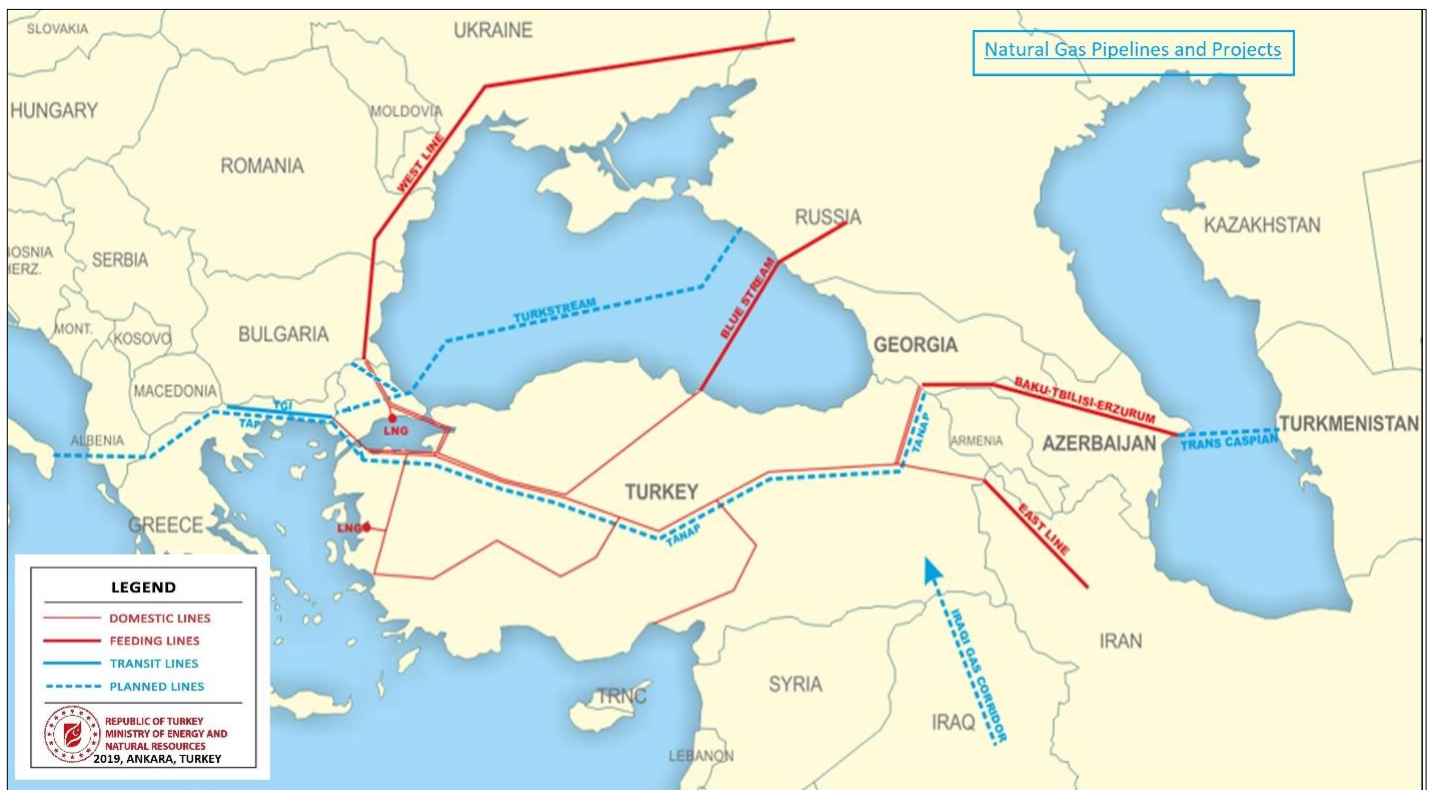 SLOVAKIA
UKRAINE
Natural Gas Pipelines and Projects
HUNGARY
MOLDOVIA
WEST LINE
ROMANIA
RUSSIA
KAZAKHSTAN
BOSNIA
HERZ.
SERBIA
BLUE STREAM
TURKSTREAM
MONT.
KOSOVO
BULGARIA
GEORGIA
MACEDONIA
BAKU-TBILISI-ERZURUM
TGI
TAP
LNG
TANAP
ALBENIA
ARMENIA
AZERBAIJAN
TRANS CASPIAN
TURKMENISTAN
TURKEY
GREECE
LNG
TANAP
EAST LINE
LEGEND
DOMESTIC LINES
FEEDING LINES
TRANSIT LINES
PLANNED LINES
REPUBLIC OF TURKEY
MINISTRY OF ENERGY AND
NATURAL RESOURCES
2019, ANKARA, TURKEY
IRAQI GAS CORRIDOR
IRAN
SYRIA
TRNC
IRAQ
LEBANON